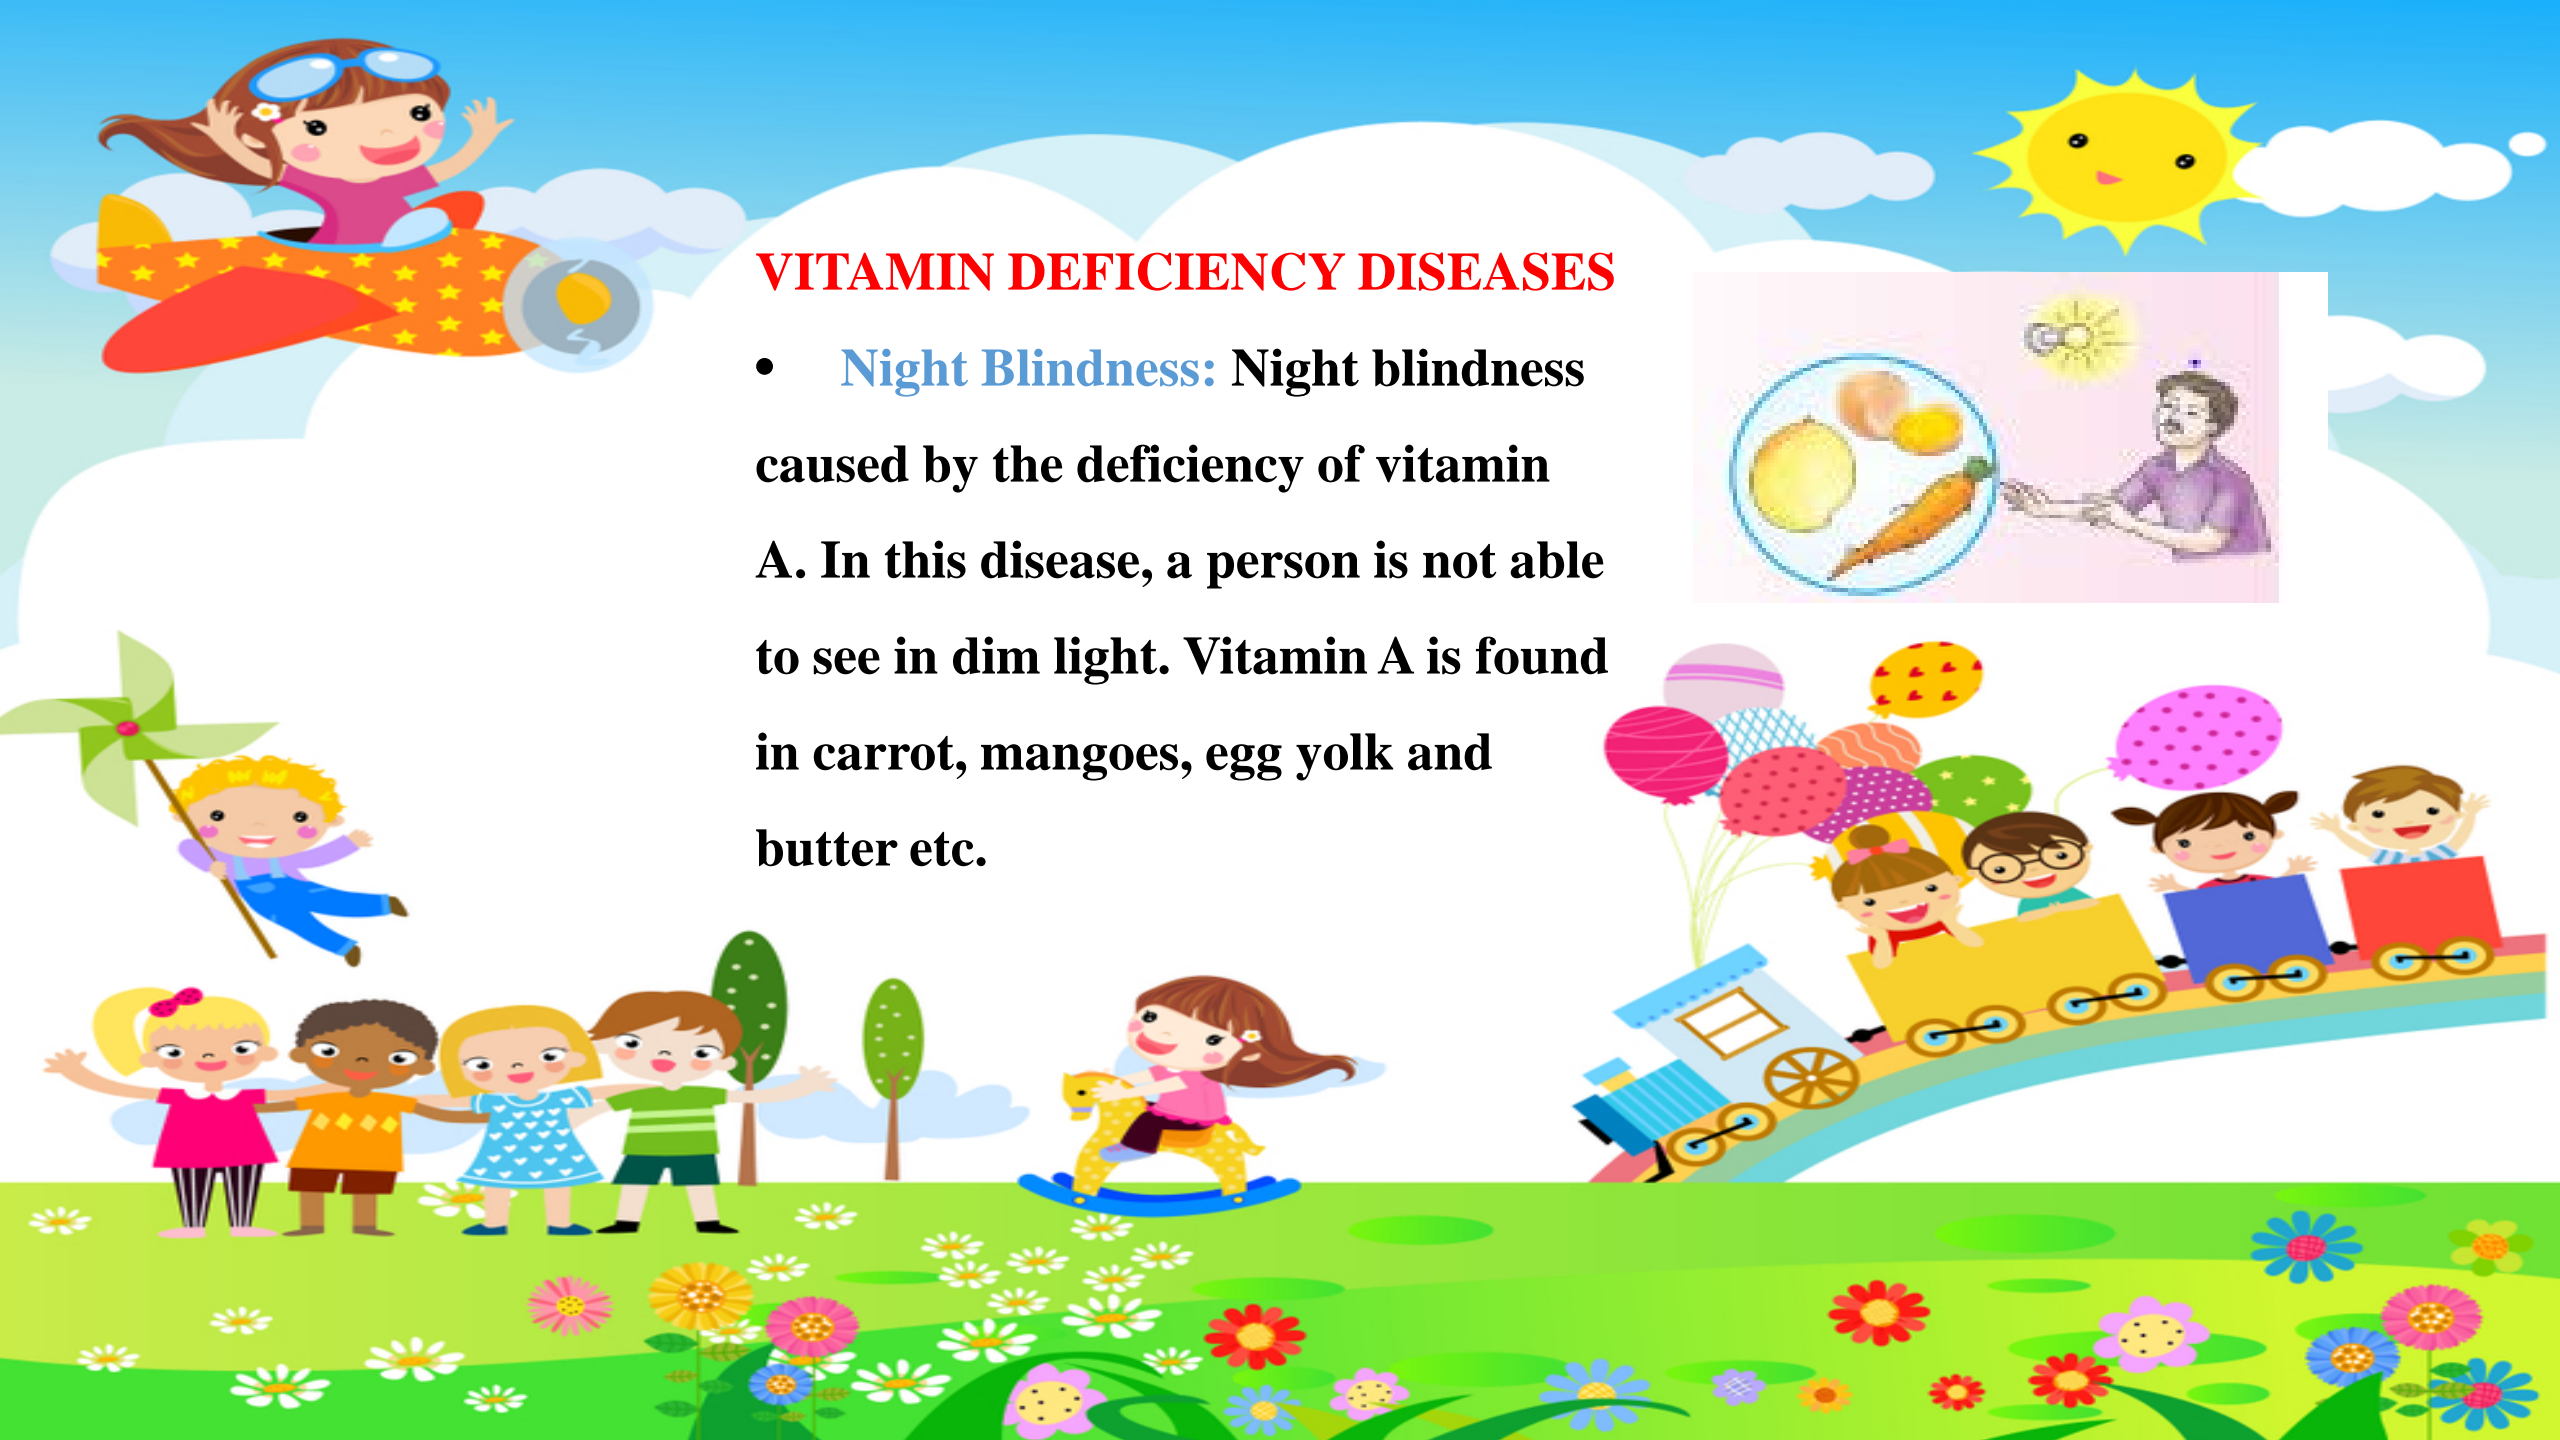 VITAMIN DEFICIENCY DISEASES
• Night Blindness: Night blindness
caused by the deficiency of vitamin
A. In this disease, a person is not able
to see in dim light. Vitamin A is found
in carrot, mangoes, egg yolk and
butter etc.